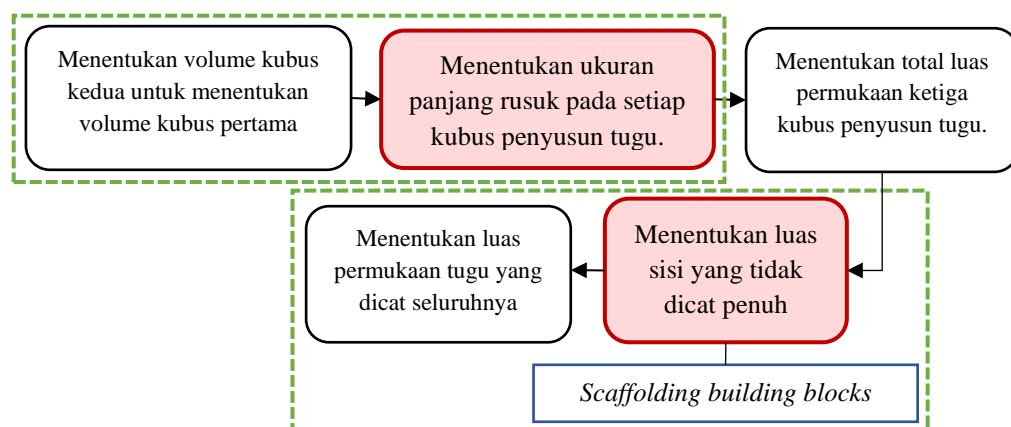 Menentukan volume kubus
kedua untuk menentukan
volume kubus pertama
Menentukan ukuran
panjang rusuk pada setiap
kubus penyusun tugu.
Menentukan total luas
permukaan ketiga
kubus penyusun tugu.
Menentukan luas
sisi yang tidak
dicat penuh
Menentukan luas
permukaan tugu yang
dicat seluruhnya
Scaffolding building blocks